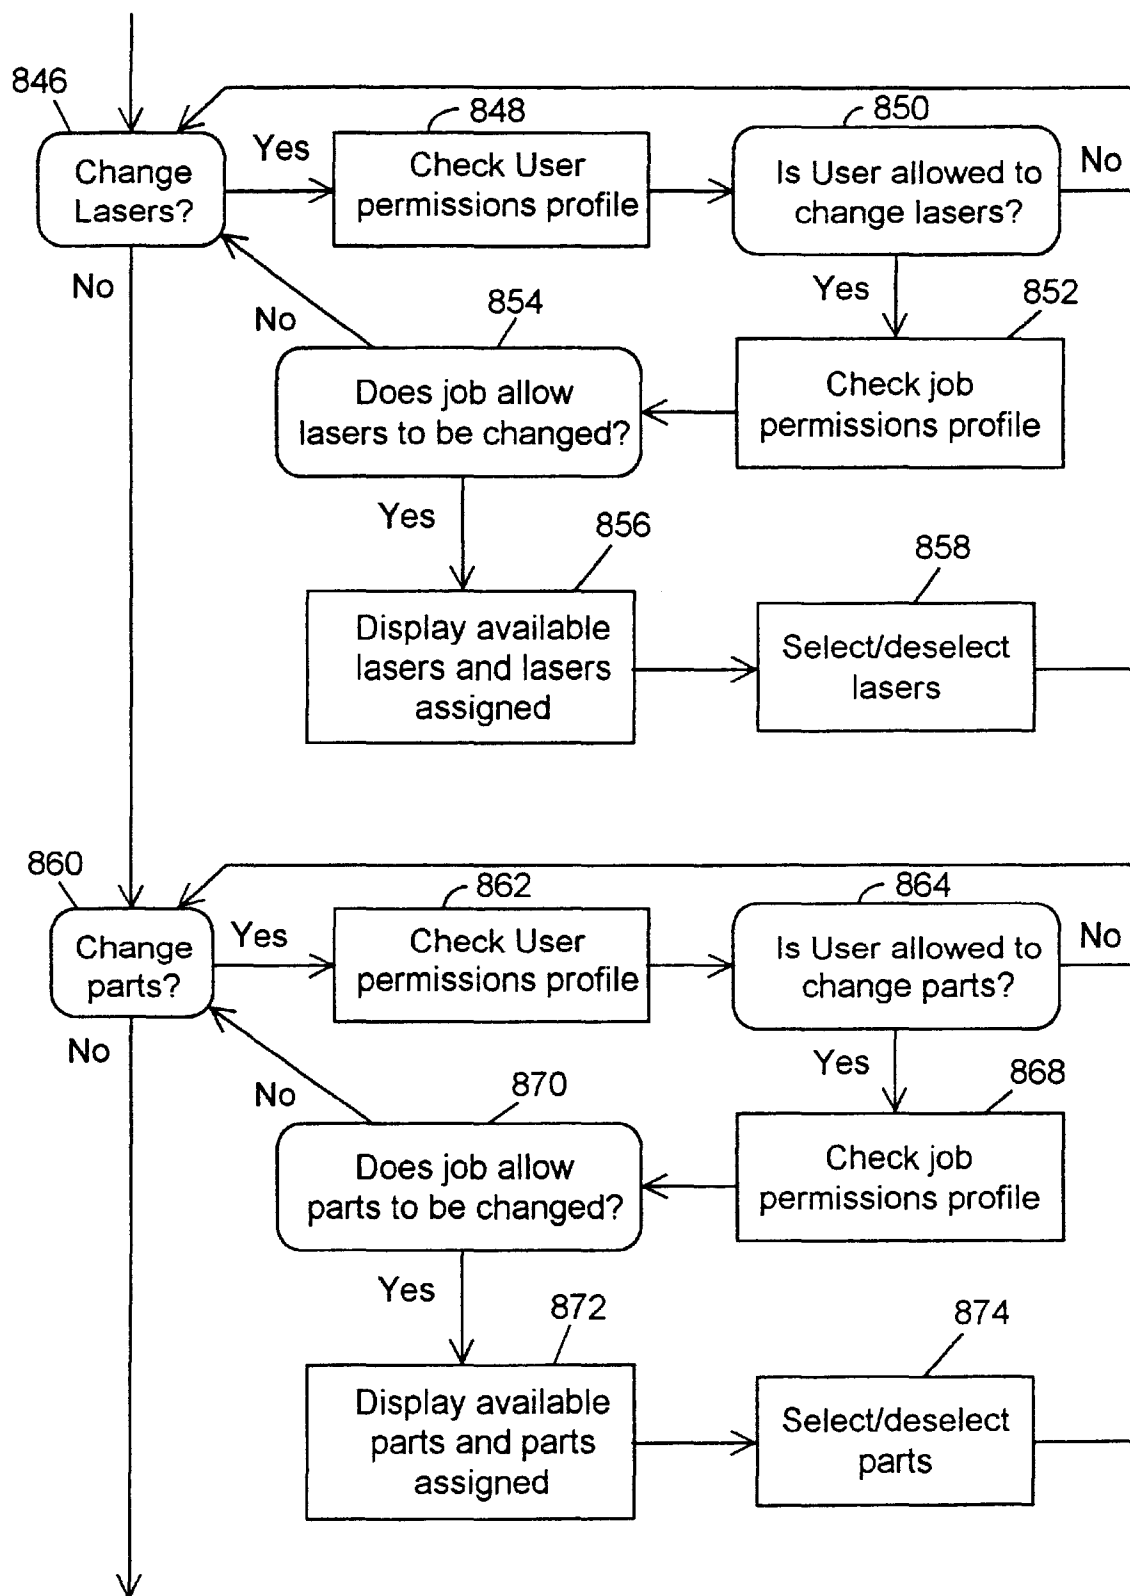 846
848
850
Change
Lasers?
Yes
Check User
permissions profile
Is User allowed to
change lasers?
No
No
No
854
Yes
852
Does job allow
lasers to be changed?
Check job
permissions profile
Yes
856
858
Display available
lasers and lasers
assigned
Select/deselect
lasers
860
862
864
Change
parts?
Yes
Check User
permissions profile
Is User allowed to
change parts?
No
No
No
870
Yes
868
Does job allow
parts to be changed?
Check job
permissions profile
Yes
872
874
Display available
parts and parts
assigned
Select/deselect
parts